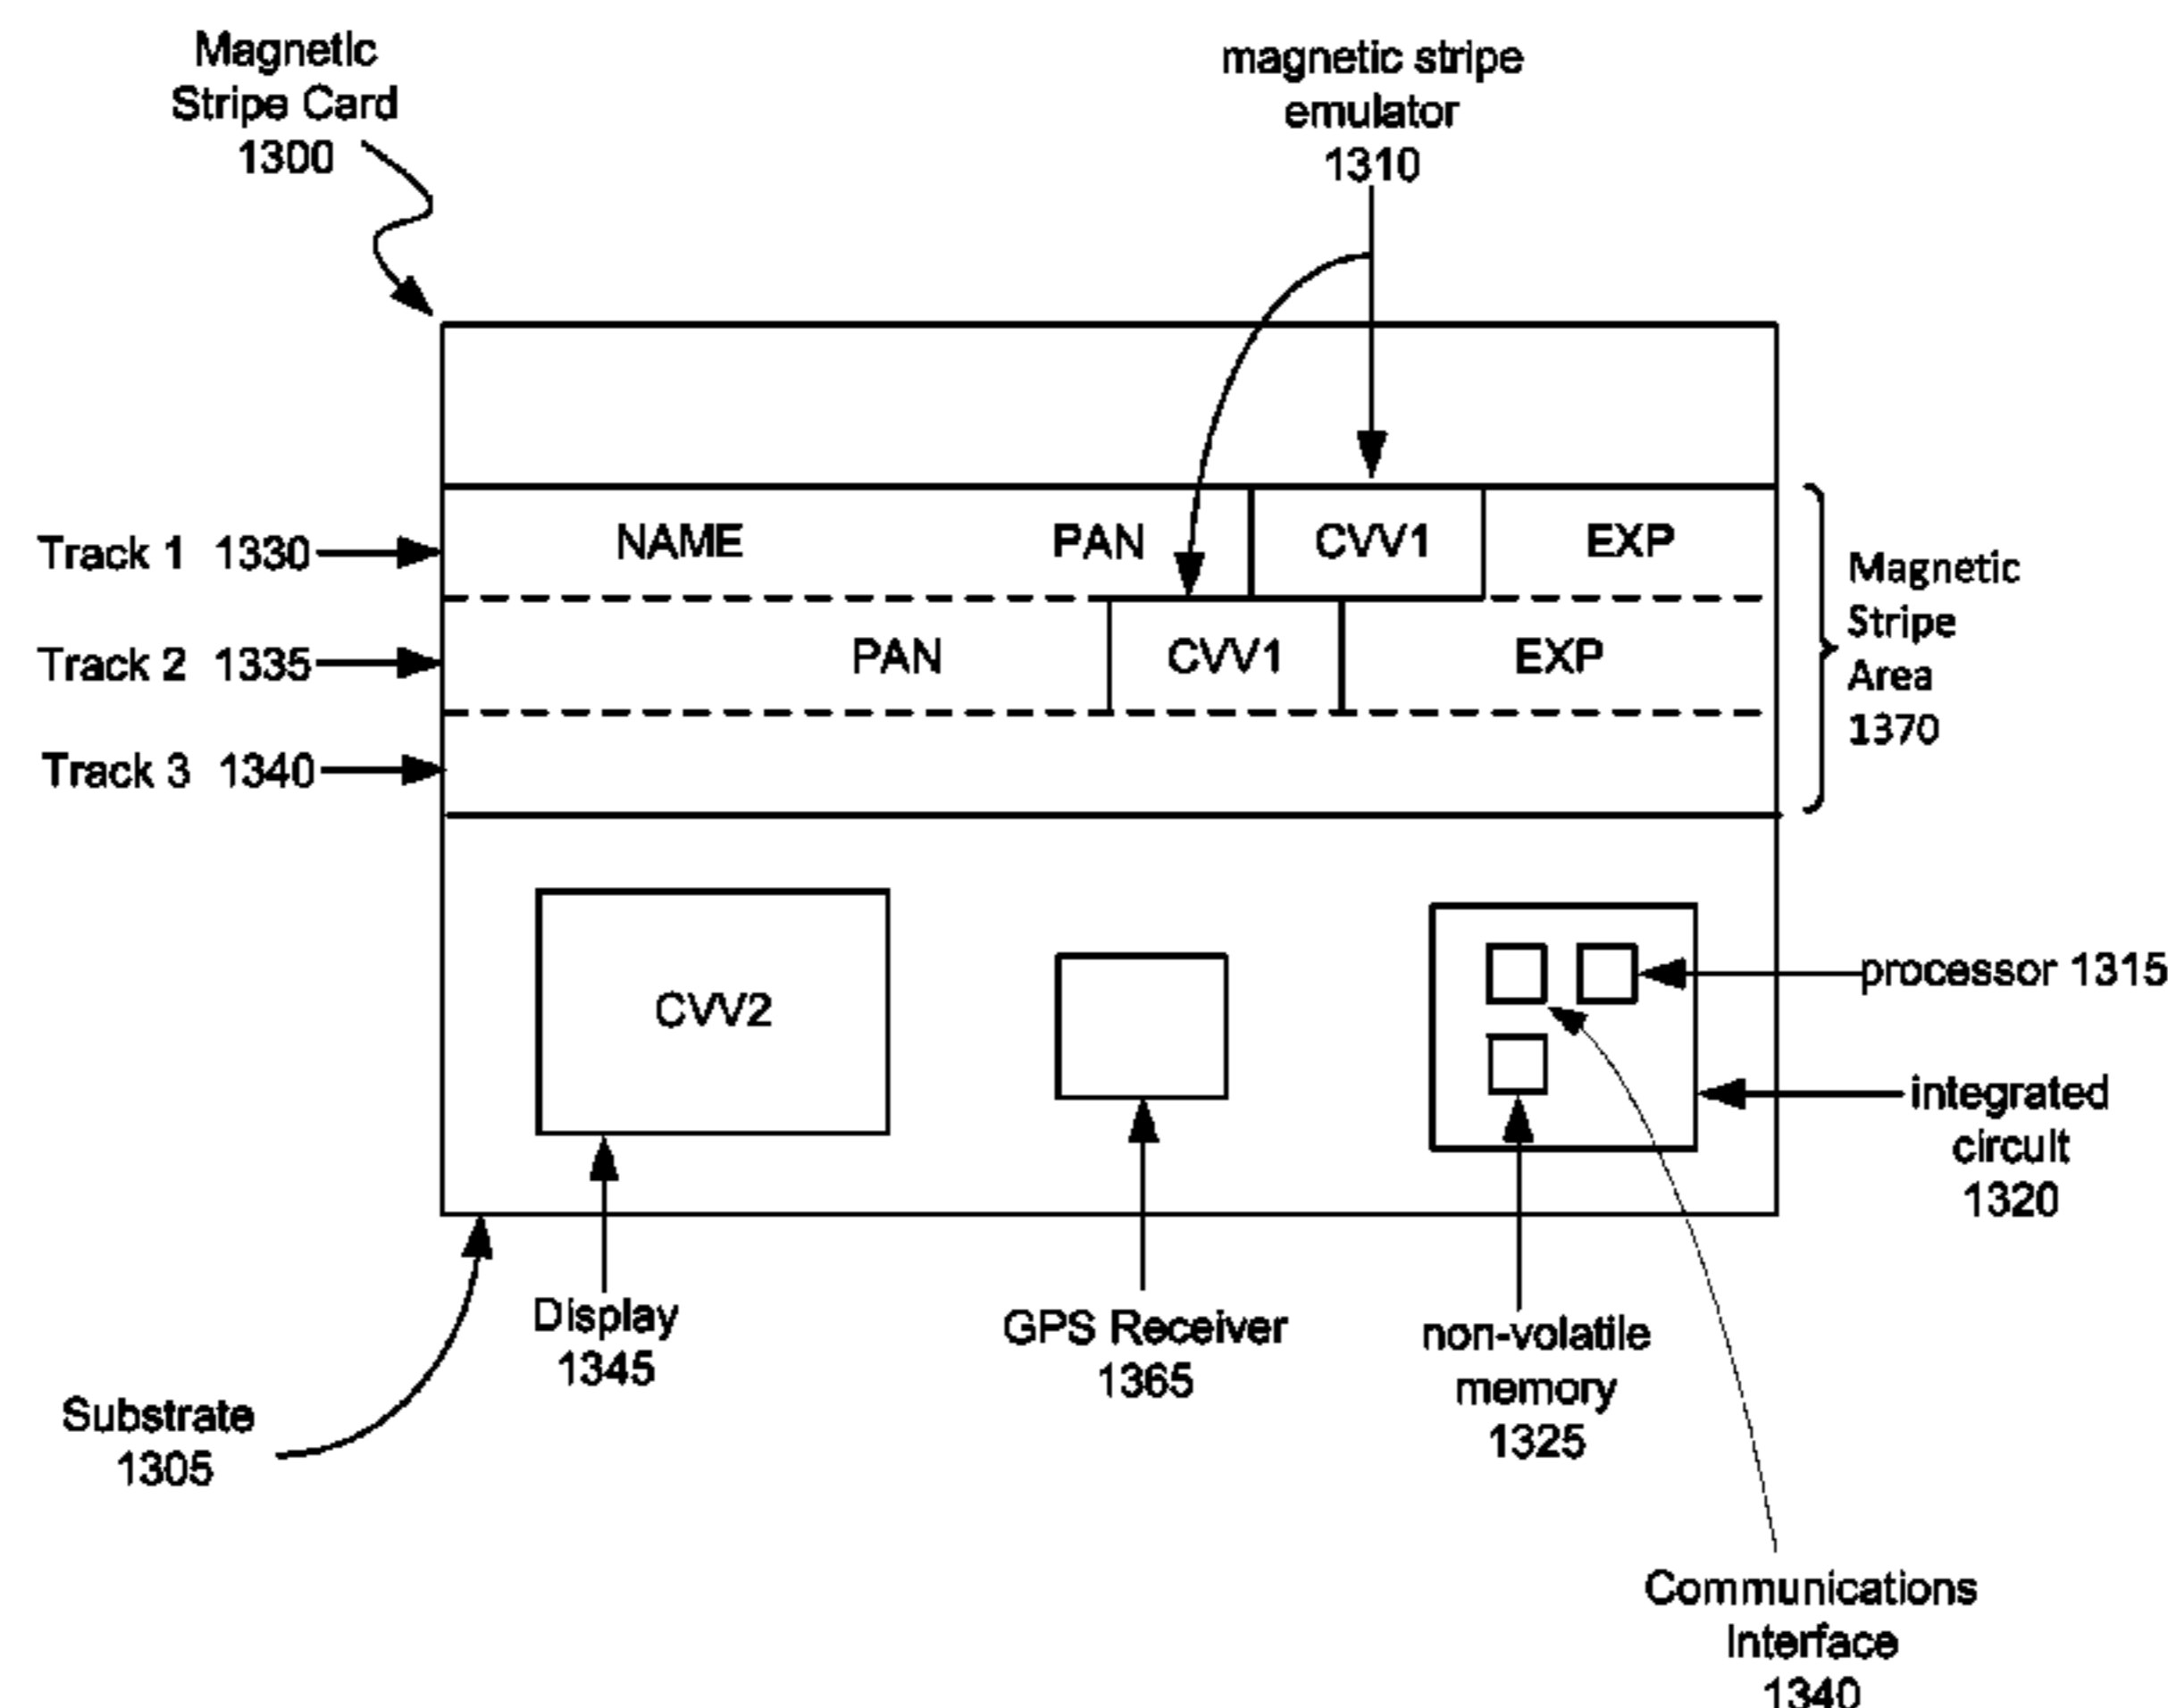 Magnetic
Stripe Card
1300
magnetic stripe
emulator
1310
Track 1 1330
NAME PAN CVV1 EXP
Track 2 1335
PAN CVV1 EXP
Track 3 1340
Magnetic
Stripe
Area
1370
CVV2
processor 1315
integrated
circuit
1320
Display
1345
GPS Receiver
1365
non-volatile
memory
1325
Substrate
1305
Communications
Interface
1340